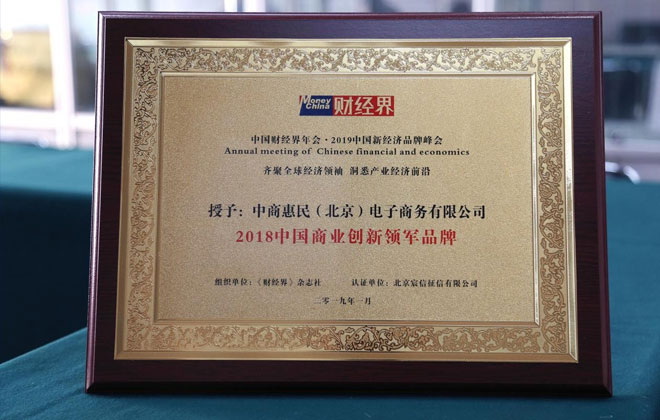 Money China 财经界
中国财经界年会·2019中国新经济品牌峰会
Annual meeting of Chinese financial and economics
齐聚全球经济领袖 洞悉产业经济前沿
授予：中商惠民（北京）电子商务有限公司
2018中国商业创新领军品牌
组织单位：《财经界》杂志社 认证单位：北京宸信征信有限公司
二零一九年一月